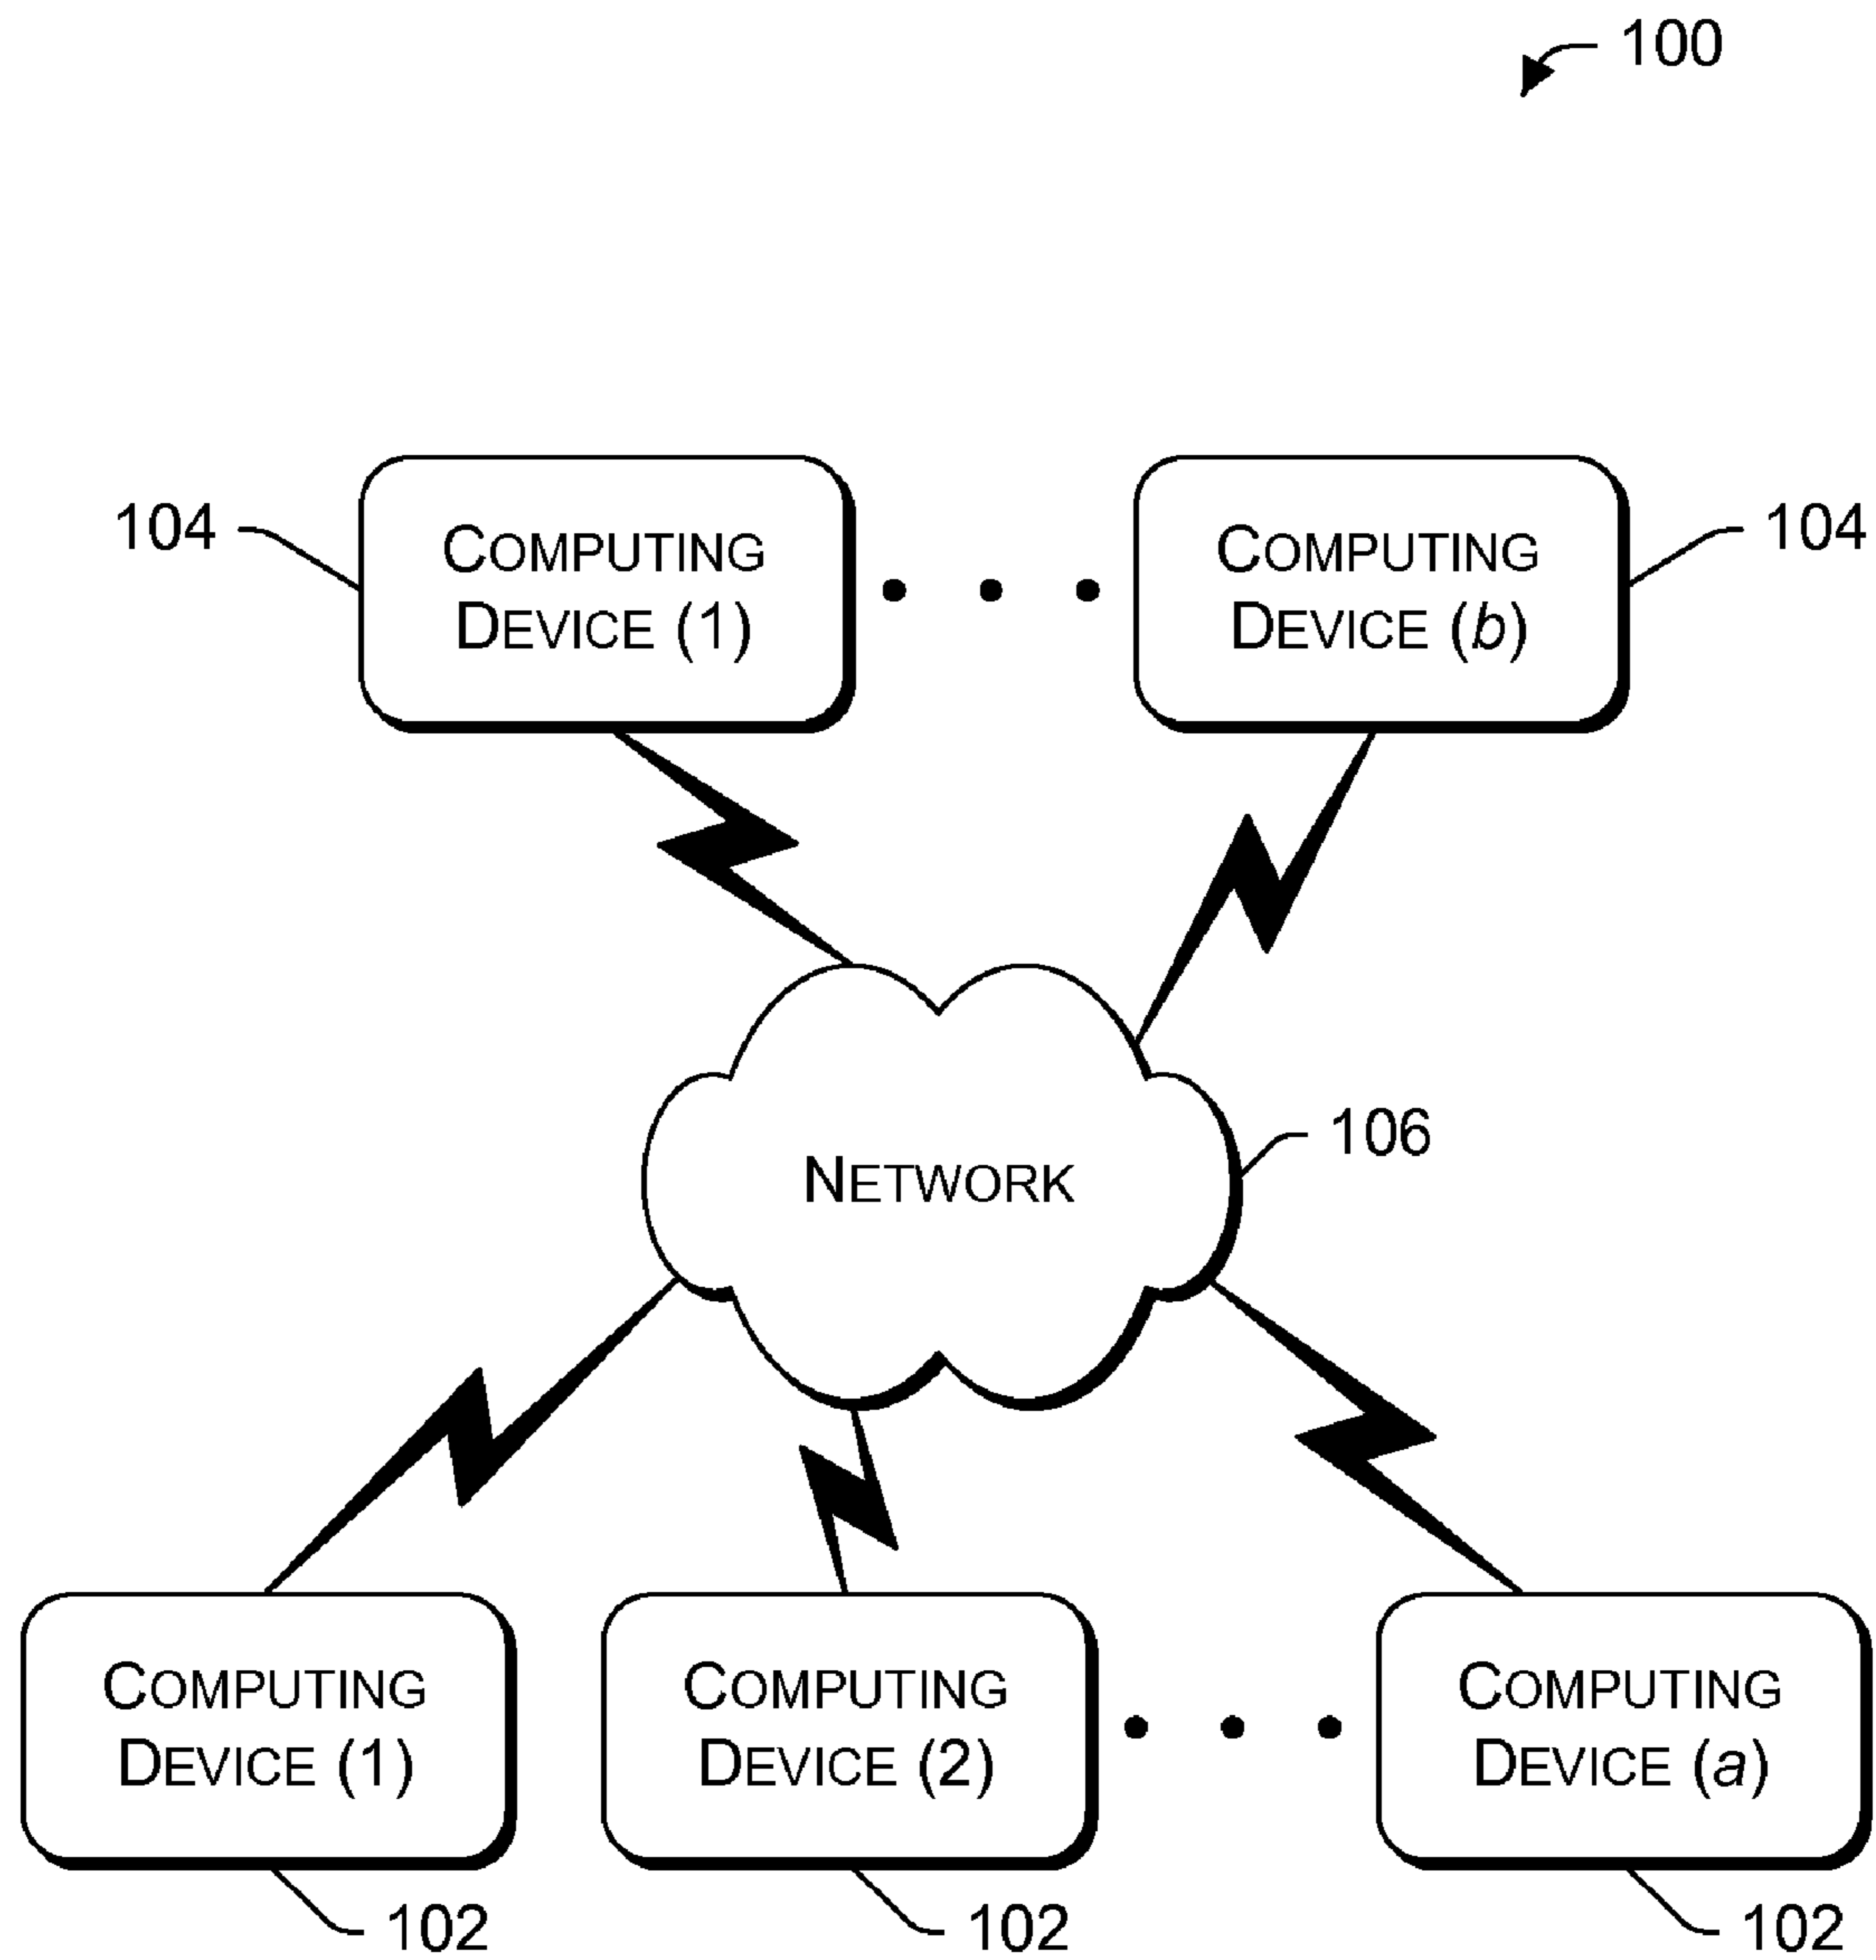 100
104
COMPUTING
DEVICE (1)
COMPUTING
DEVICE (b)
104
NETWORK
106
COMPUTING
DEVICE (1)
COMPUTING
DEVICE (2)
COMPUTING
DEVICE (a)
102
102
102